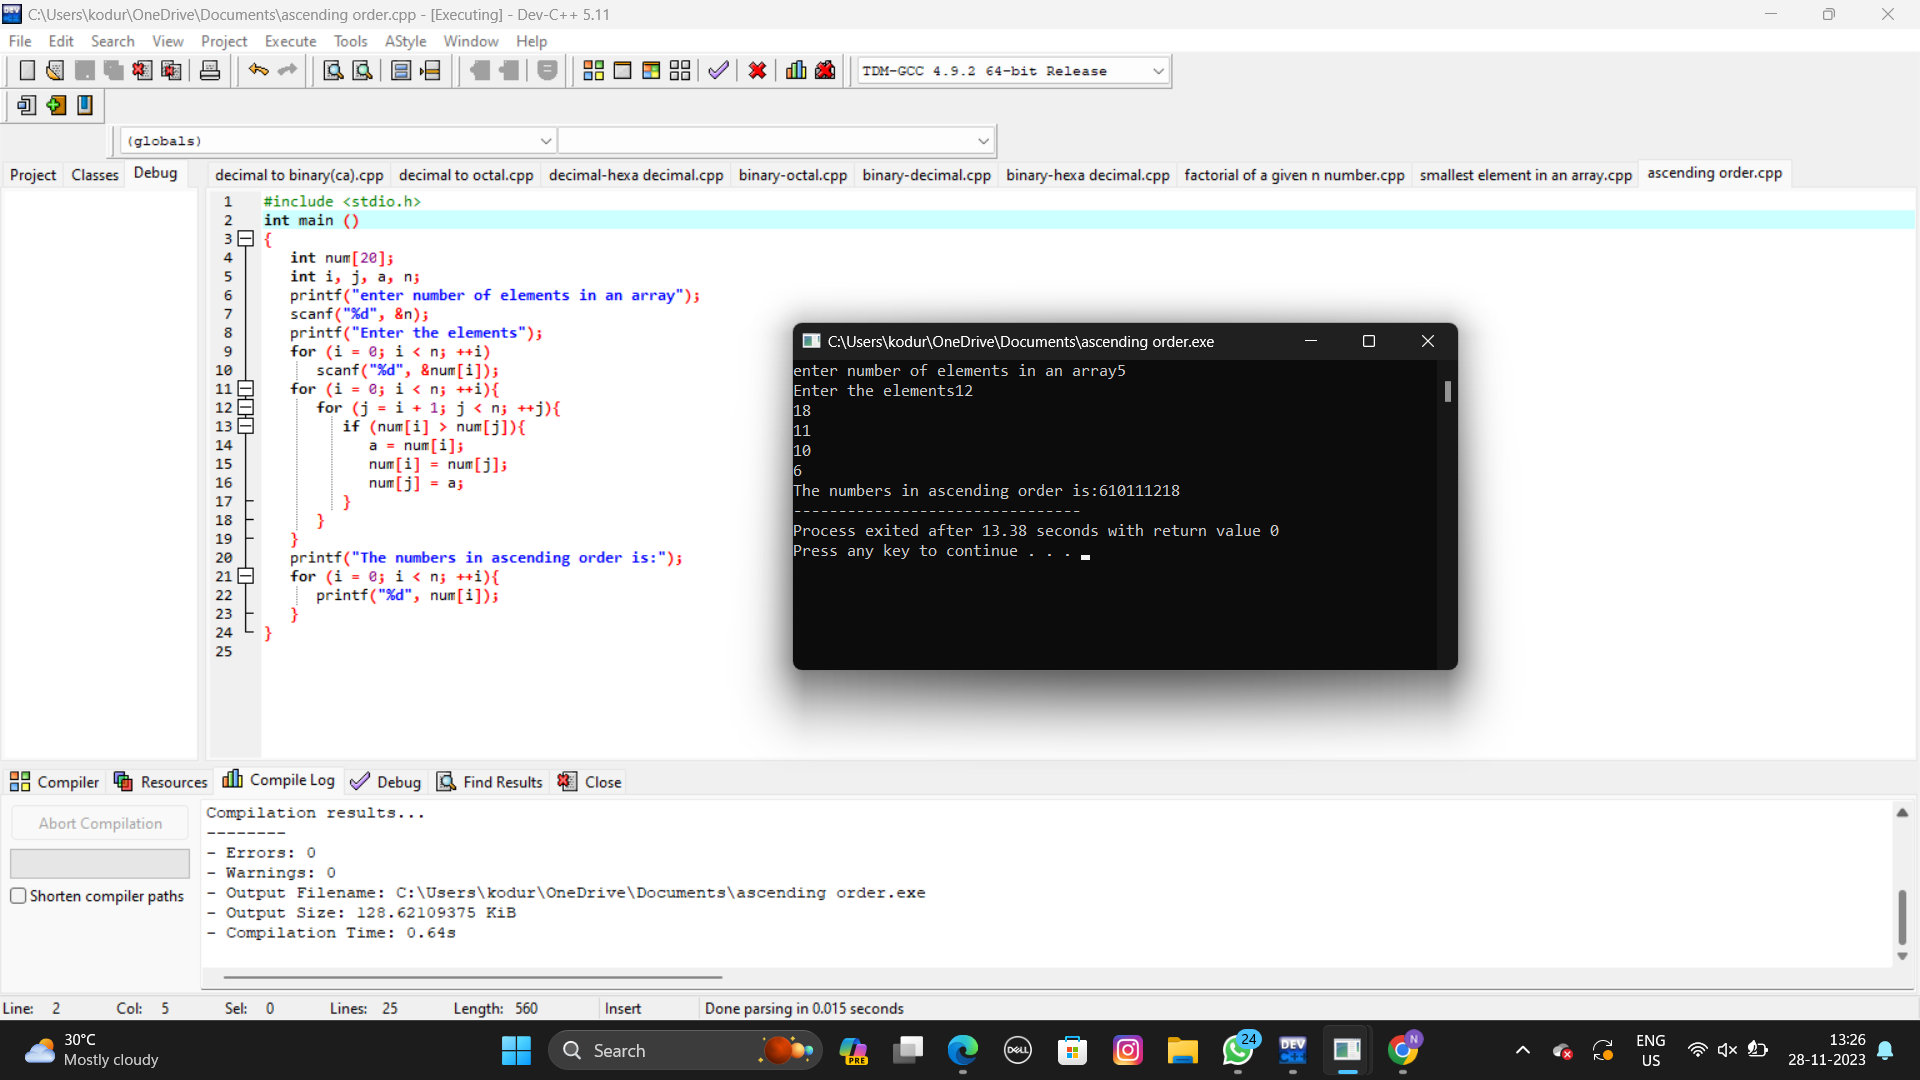 C:\Users\kodur\OneDrive\Documents\ascending order.cpp - [Executing] - Dev-C++ 5.11
File Edit Search View Project Execute Tools AStyle Window Help
TDM-GCC 4.9.2 64-bit Release
(globals)
Project Classes Debug
decimal to binary(ca).cpp decimal to octal.cpp decimal-hexa decimal.cpp binary-octal.cpp binary-decimal.cpp binary-hexa decimal.cpp factorial of a given n number.cpp smallest element in an array.cpp ascending order.cpp
1 #include <stdio.h>
2 int main ()
3 {
4 int num[20];
5 int i, j, a, n;
6 printf("enter number of elements in an array");
7 scanf("%d", &n);
8 printf("Enter the elements");
9 for (i = 0; i < n; ++i)
10 scanf("%d", &num[i]);
11 for (i = 0; i < n; ++i){
12 for (j = i + 1; j < n; ++j){
13 if (num[i] > num[j]){
14 a = num[i];
15 num[i] = num[j];
16 num[j] = a;
17 }
18 }
19 }
20 printf("The numbers in ascending order is:");
21 for (i = 0; i < n; ++i){
22 printf("%d", num[i]);
23 }
24 }
25
C:\Users\kodur\OneDrive\Documents\ascending order.exe
enter number of elements in an array5
Enter the elements12
18
11
10
6
The numbers in ascending order is:610111218
--------------------------------
Process exited after 13.38 seconds with return value 0
Press any key to continue . . .
Compiler Resources Compile Log Debug Find Results Close
Abort Compilation
Shorten compiler paths
Compilation results...
--------
- Errors: 0
- Warnings: 0
- Output Filename: C:\Users\kodur\OneDrive\Documents\ascending order.exe
- Output Size: 128.62109375 KiB
- Compilation Time: 0.64s
Line: 2 Col: 5 Sel: 0 Lines: 25 Length: 560 Insert Done parsing in 0.015 seconds
30°C
Mostly cloudy
Search
PRE
DELL
24
DEV
C++
N
ENG
US
13:26
28-11-2023